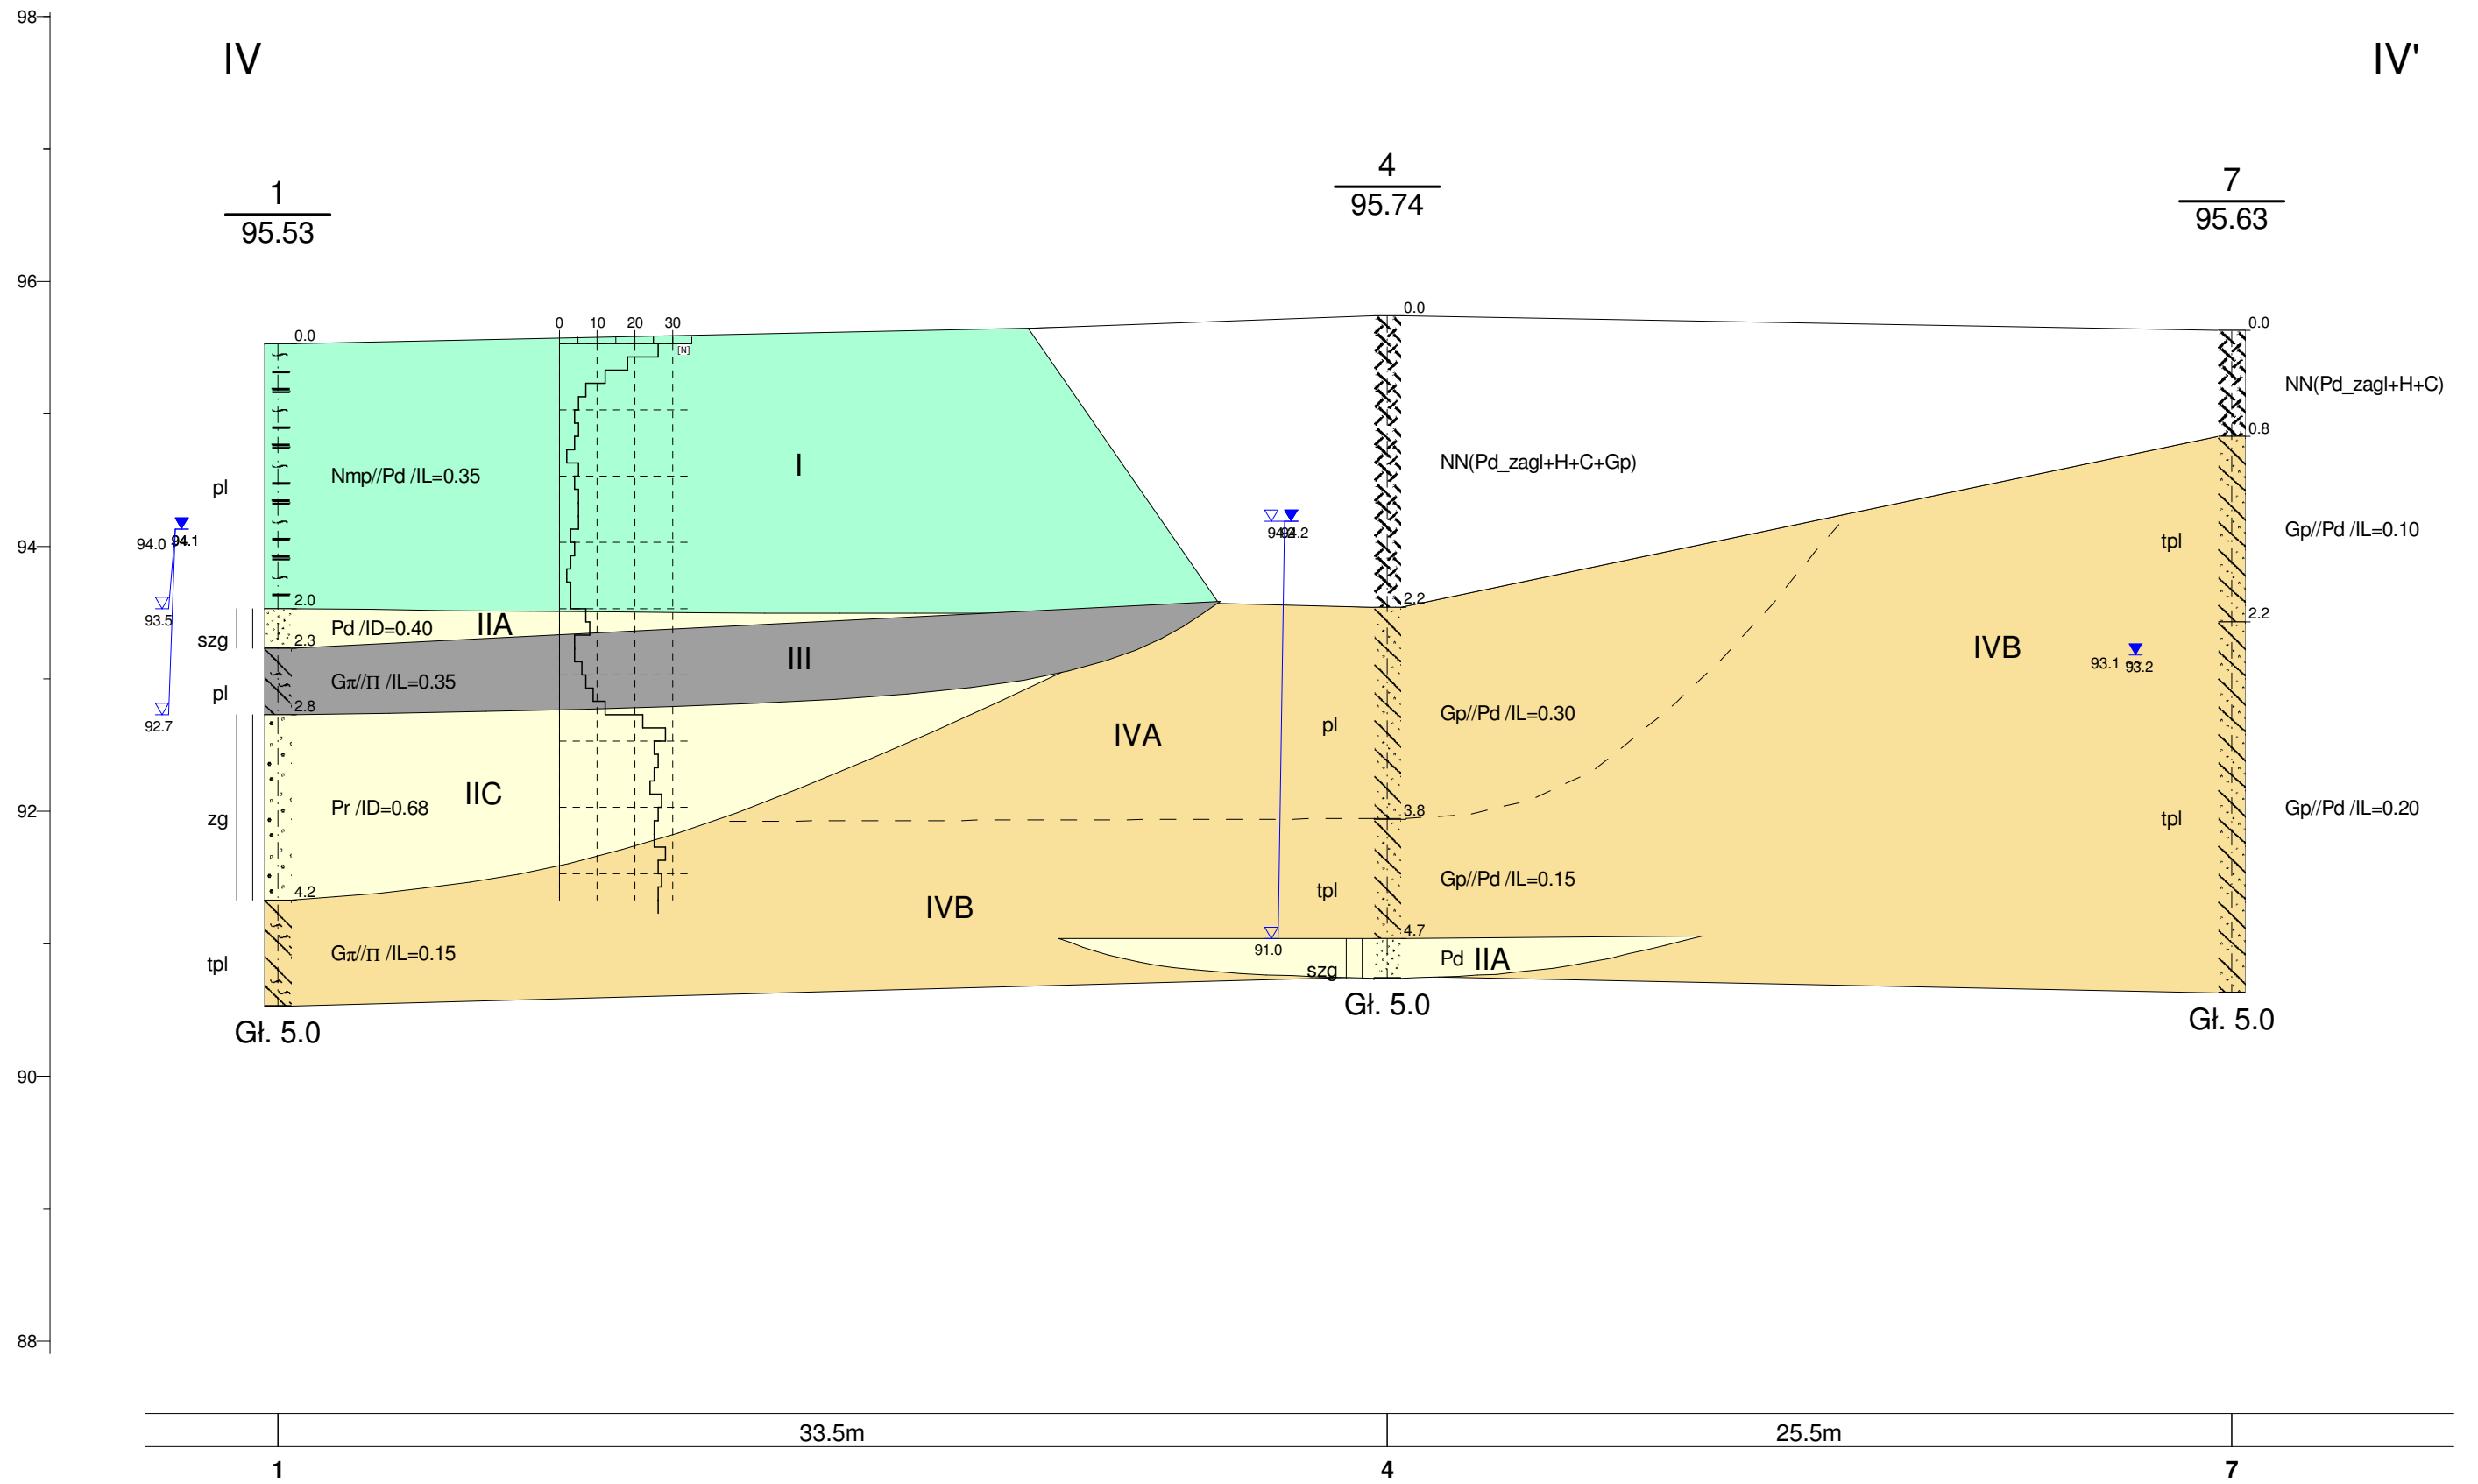 98
IV
IV'
1
95.53
4
95.74
7
95.63
96
0.0
0 10 20 30
[N]
0.0
0.0
NN(Pd_zagl+H+C)
0.8
pl
Nmp//Pd /IL=0.35
I
NN(Pd_zagl+H+C+Gp)
tpl
Gp//Pd /IL=0.10
94
94.0 94.1
94.2
2.0
2.2
2.2
93.5
szg
Pd /ID=0.40
IIA
2.3
III
IVB
93.1
93.2
pl
Gπ//Π /IL=0.35
2.8
92.7
IVA
pl
Gp//Pd /IL=0.30
92
zg
Pr /ID=0.68
IIC
3.8
tpl
Gp//Pd /IL=0.20
4.2
IVB
tpl
Gp//Pd /IL=0.15
4.7
91.0
tpl
Gπ//Π /IL=0.15
szg
Pd IIA
Gł. 5.0
Gł. 5.0
Gł. 5.0
90
88
33.5m
25.5m
1
4
7